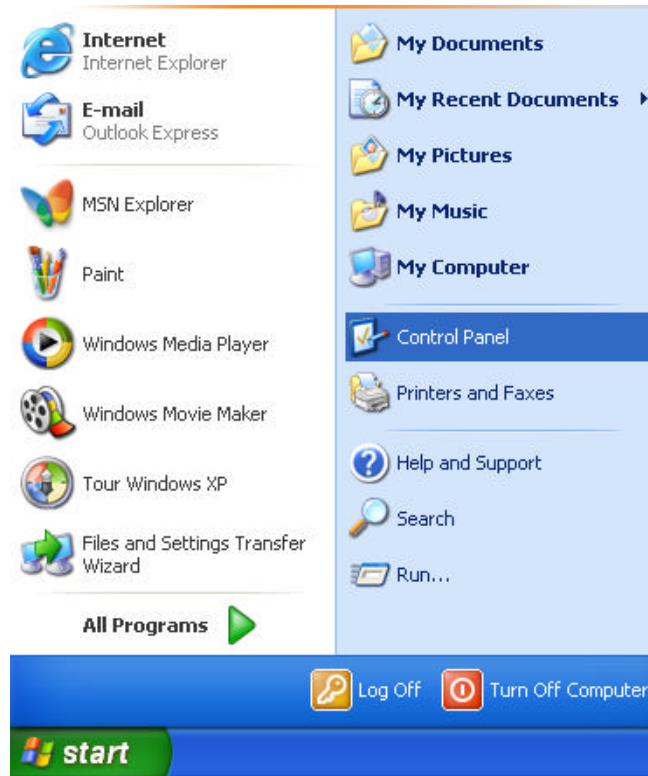 Internet
Internet Explorer
E-mail
Outlook Express
MSN Explorer
Paint
Windows Media Player
Windows Movie Maker
Tour Windows XP
Files and Settings Transfer
Wizard
All Programs
My Documents
My Recent Documents
My Pictures
My Music
My Computer
Control Panel
Printers and Faxes
Help and Support
Search
Run...
Log Off
Turn Off Computer
start